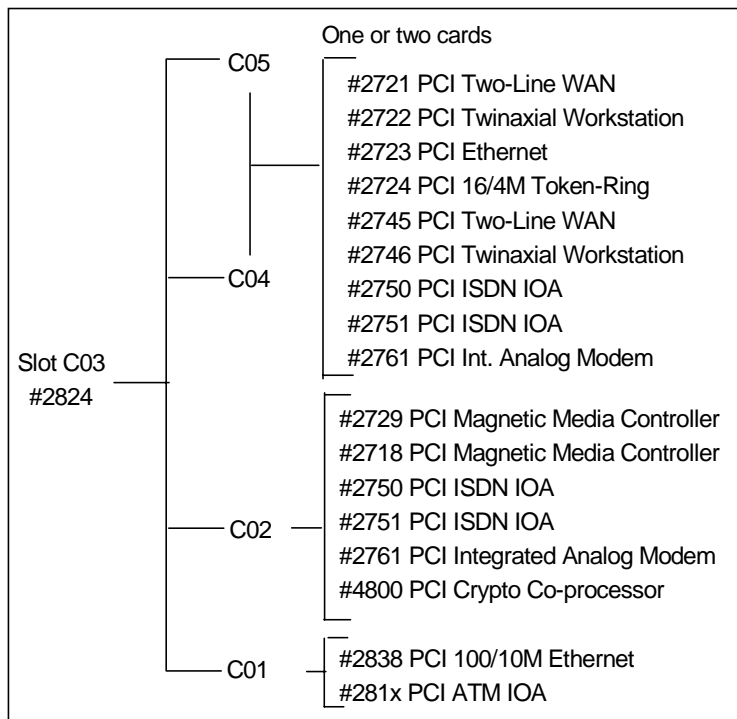 One or two cards
C05
#2721 PCI Two-Line WAN
#2722 PCI Twinaxial Workstation
#2723 PCI Ethernet
#2724 PCI 16/4M Token-Ring
#2745 PCI Two-Line WAN
#2746 PCI Twinaxial Workstation
C04
#2750 PCI ISDN IOA
#2751 PCI ISDN IOA
#2761 PCI Int. Analog Modem
Slot C03
#2824
#2729 PCI Magnetic Media Controller
#2718 PCI Magnetic Media Controller
#2750 PCI ISDN IOA
#2751 PCI ISDN IOA
C02
#2761 PCI Integrated Analog Modem
#4800 PCI Crypto Co-processor
C01
#2838 PCI 100/10M Ethernet
#281x PCI ATM IOA